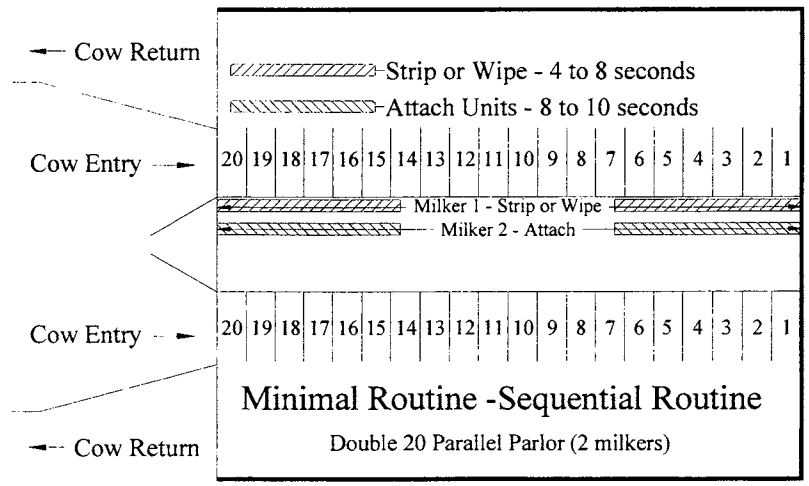 Cow Return
Strip or Wipe - 4 to 8 seconds
Attach Units - 8 to 10 seconds
Cow Entry
20 19 18 17 16 15 14 13 12 11 10 9 8 7 6 5 4 3 2 1
Milker 1 - Strip or Wipe
Milker 2 - Attach
Cow Entry
20 19 18 17 16 15 14 13 12 11 10 9 8 7 6 5 4 3 2 1
Minimal Routine -Sequential Routine
Double 20 Parallel Parlor (2 milkers)
Cow Return